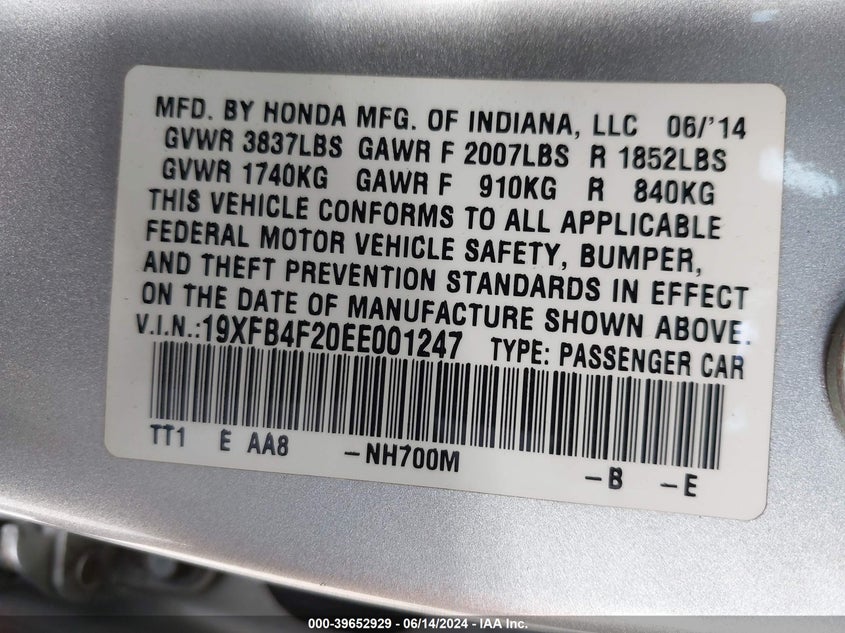 MFD. BY HONDA MFG. OF INDIANA, LLC 06/'14
GVWR 3837LBS GAWR F 2007LBS R 1852LBS
GVWR 1740KG GAWR F 910KG R 840KG
THIS VEHICLE CONFORMS TO ALL APPLICABLE
FEDERAL MOTOR VEHICLE SAFETY, BUMPER,
AND THEFT PREVENTION STANDARDS IN EFFECT
ON THE DATE OF MANUFACTURE SHOWN ABOVE.
V.I.N.:19XFB4F20EE001247 TYPE: PASSENGER CAR
TT1 E AA8 -NH700M -B -E
000-39652929 - 06/14/2024 - IAA Inc.